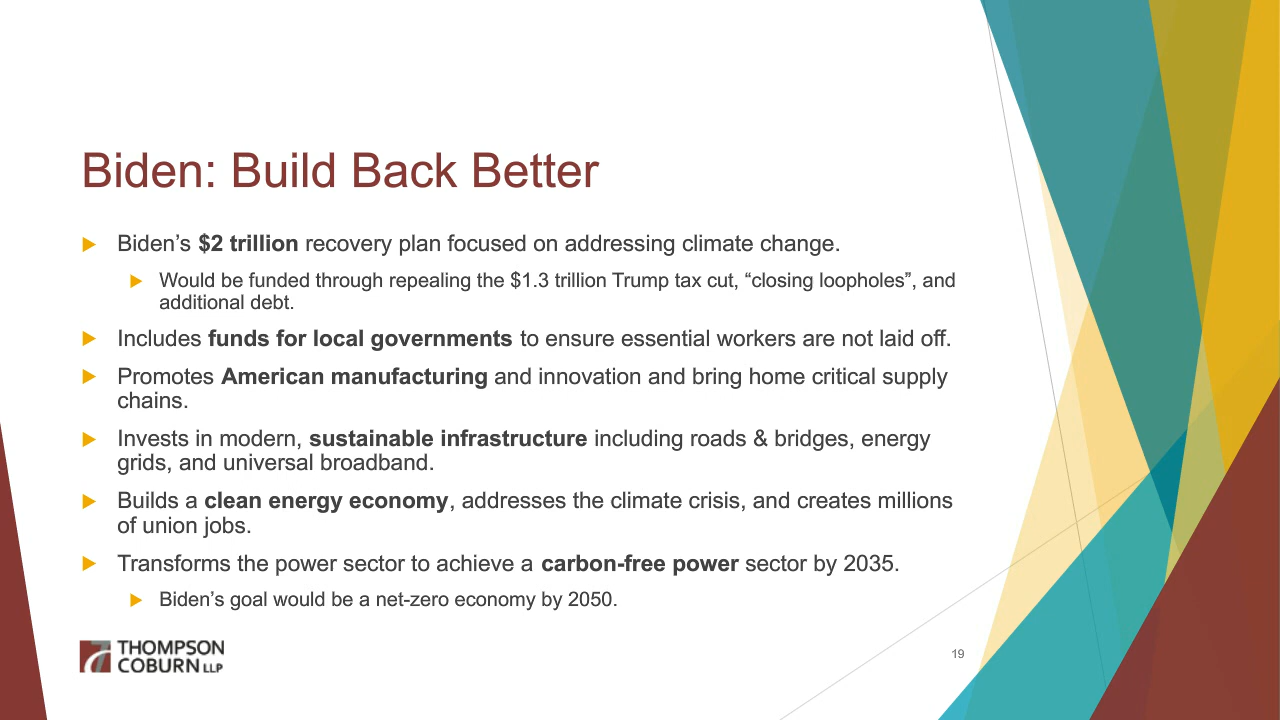 Biden: Build Back Better
Biden’s $2 trillion recovery plan focused on addressing climate change.
Would be funded through repealing the $1.3 trillion Trump tax cut, “closing loopholes”, and
additional debt.
Includes funds for local governments to ensure essential workers are not laid off.
Promotes American manufacturing and innovation and bring home critical supply
chains.
Invests in modern, sustainable infrastructure including roads & bridges, energy
grids, and universal broadband.
Builds a clean energy economy, addresses the climate crisis, and creates millions
of union jobs.
Transforms the power sector to achieve a carbon-free power sector by 2035.
Biden’s goal would be a net-zero economy by 2050.
THOMPSON
COBURN LLP
19